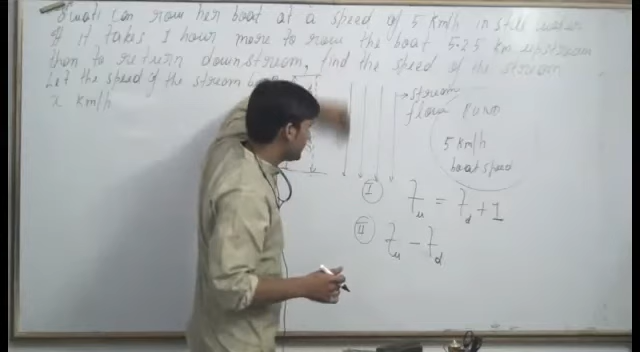 Swati can row her boat at a speed of 5 km/h in still water
If it takes 1 hour more to row the boat 5.25 km upstream
than to return downstream, find the speed of the stream
Let the speed of the stream be
x km/h
→ stream
flow
5 km/h
boat speed
I t_u = t_d + 1
II t_u - t_d